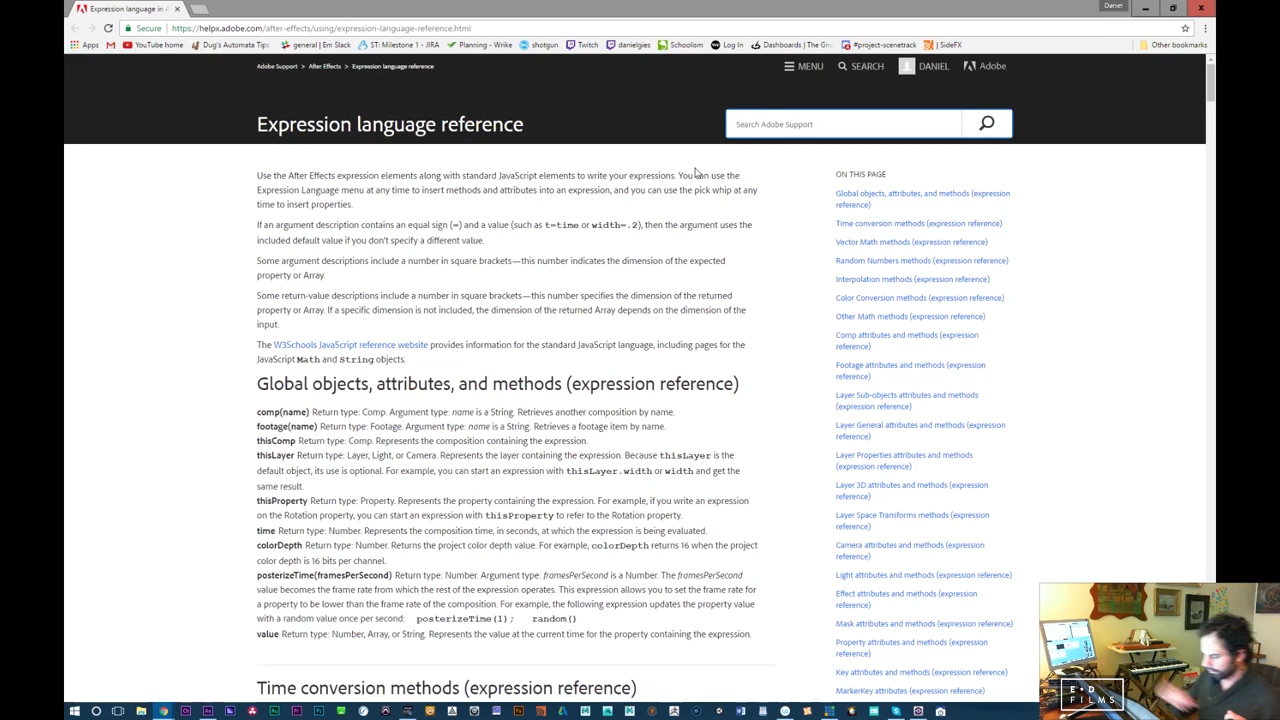 Expression language in A
Daniel
Secure
https://helpx.adobe.com/after-effects/using/expression-language-reference.html
Apps
YouTube home
Dug's Automata Tips
general | Em Slack
ST: Milestone 1 - JIRA
Planning - Wrike
shotgun
Twitch
danielgies
Schoolism
Log In
Dashboards | The Gn
#project-scenetrack
SideFX
Other bookmarks
Adobe Support > After Effects > Expression language reference
MENU
SEARCH
DANIEL
Adobe
Expression language reference
Search Adobe Support
Use the After Effects expression elements along with standard JavaScript elements to write your expressions. You can use the
Expression Language menu at any time to insert methods and attributes into an expression, and you can use the pick whip at any
time to insert properties.
If an argument description contains an equal sign (=) and a value (such as t=time or width=.2), then the argument uses the
included default value if you don't specify a different value.
Some argument descriptions include a number in square brackets—this number indicates the dimension of the expected
property or Array.
Some return-value descriptions include a number in square brackets—this number specifies the dimension of the returned
property or Array. If a specific dimension is not included, the dimension of the returned Array depends on the dimension of the
input.
The W3Schools JavaScript reference website provides information for the standard JavaScript language, including pages for the
JavaScript Math and String objects.
Global objects, attributes, and methods (expression reference)
comp(name) Return type: Comp. Argument type: name is a String. Retrieves another composition by name.
footage(name) Return type: Footage. Argument type: name is a String. Retrieves a footage item by name.
thisComp Return type: Comp. Represents the composition containing the expression.
thisLayer Return type: Layer, Light, or Camera. Represents the layer containing the expression. Because thisLayer is the
default object, its use is optional. For example, you can start an expression with thisLayer.width or width and get the
same result.
thisProperty Return type: Property. Represents the property containing the expression. For example, if you write an expression
on the Rotation property, you can start an expression with thisProperty to refer to the Rotation property.
time Return type: Number. Represents the composition time, in seconds, at which the expression is being evaluated.
colorDepth Return type: Number. Returns the project color depth value. For example, colorDepth returns 16 when the project
color depth is 16 bits per channel.
posterizeTime(framesPerSecond) Return type: Number. Argument type: framesPerSecond is a Number. The framesPerSecond
value becomes the frame rate from which the rest of the expression operates. This expression allows you to set the frame rate for
a property to be lower than the frame rate of the composition. For example, the following expression updates the property value
with a random value once per second: posterizeTime(1); random()
value Return type: Number, Array, or String. Represents the value at the current time for the property containing the expression.
Time conversion methods (expression reference)
ON THIS PAGE
Global objects, attributes, and methods (expression
reference)
Time conversion methods (expression reference)
Vector Math methods (expression reference)
Random Numbers methods (expression reference)
Interpolation methods (expression reference)
Color Conversion methods (expression reference)
Other Math methods (expression reference)
Comp attributes and methods (expression
reference)
Footage attributes and methods (expression
reference)
Layer Sub-objects attributes and methods
(expression reference)
Layer General attributes and methods (expression
reference)
Layer Properties attributes and methods
(expression reference)
Layer 3D attributes and methods (expression
reference)
Layer Space Transforms methods (expression
reference)
Camera attributes and methods (expression
reference)
Light attributes and methods (expression reference)
Effect attributes and methods (expression
reference)
Mask attributes and methods (expression reference)
Property attributes and methods (expression
reference)
Key attributes and methods (expression reference)
MarkerKey attributes (expression reference)
E•D
FILMS